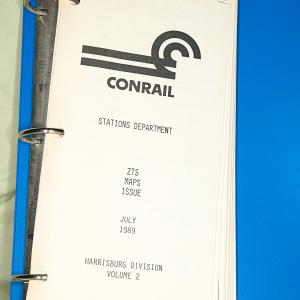 CONRAIL
STATIONS DEPARTMENT
ZTS
MAPS
ISSUE
JULY
1989
HARRISBURG DIVISION
VOLUME 2